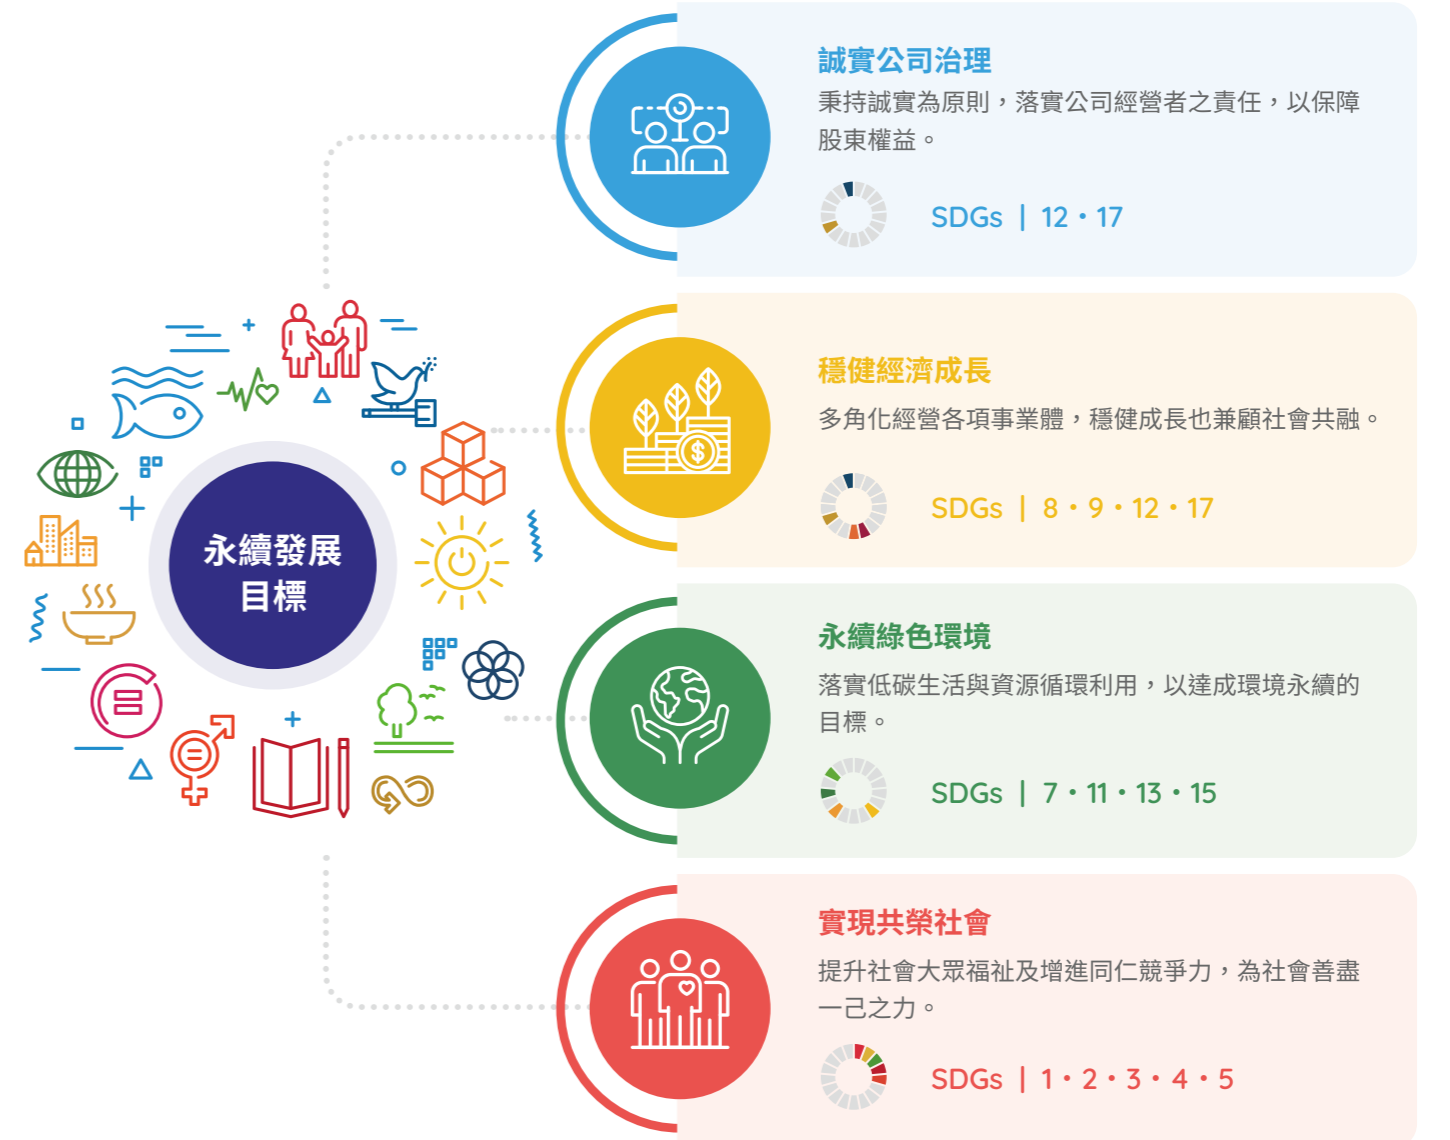 永續發展
目標
誠實公司治理
秉持誠實為原則，落實公司經營者之責任，以保障
股東權益。
SDGs | 12・17
穩健經濟成長
多角化經營各項事業體，穩健成長也兼顧社會共融。
SDGs | 8・9・12・17
永續綠色環境
落實低碳生活與資源循環利用，以達成環境永續的
目標。
SDGs | 7・11・13・15
實現共榮社會
提升社會大眾福祉及增進同仁競爭力，為社會善盡
一己之力。
SDGs | 1・2・3・4・5